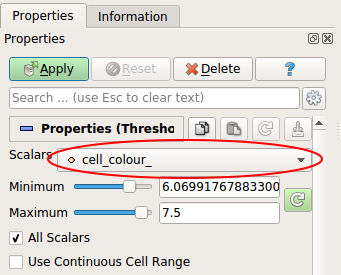 Properties Information
Properties
Apply Reset Delete ?
Search ... (use Esc to clear text)
Properties (Thresho
Scalars cell_colour_
Minimum 6.06991767883300
Maximum 7.5
All Scalars
Use Continuous Cell Range